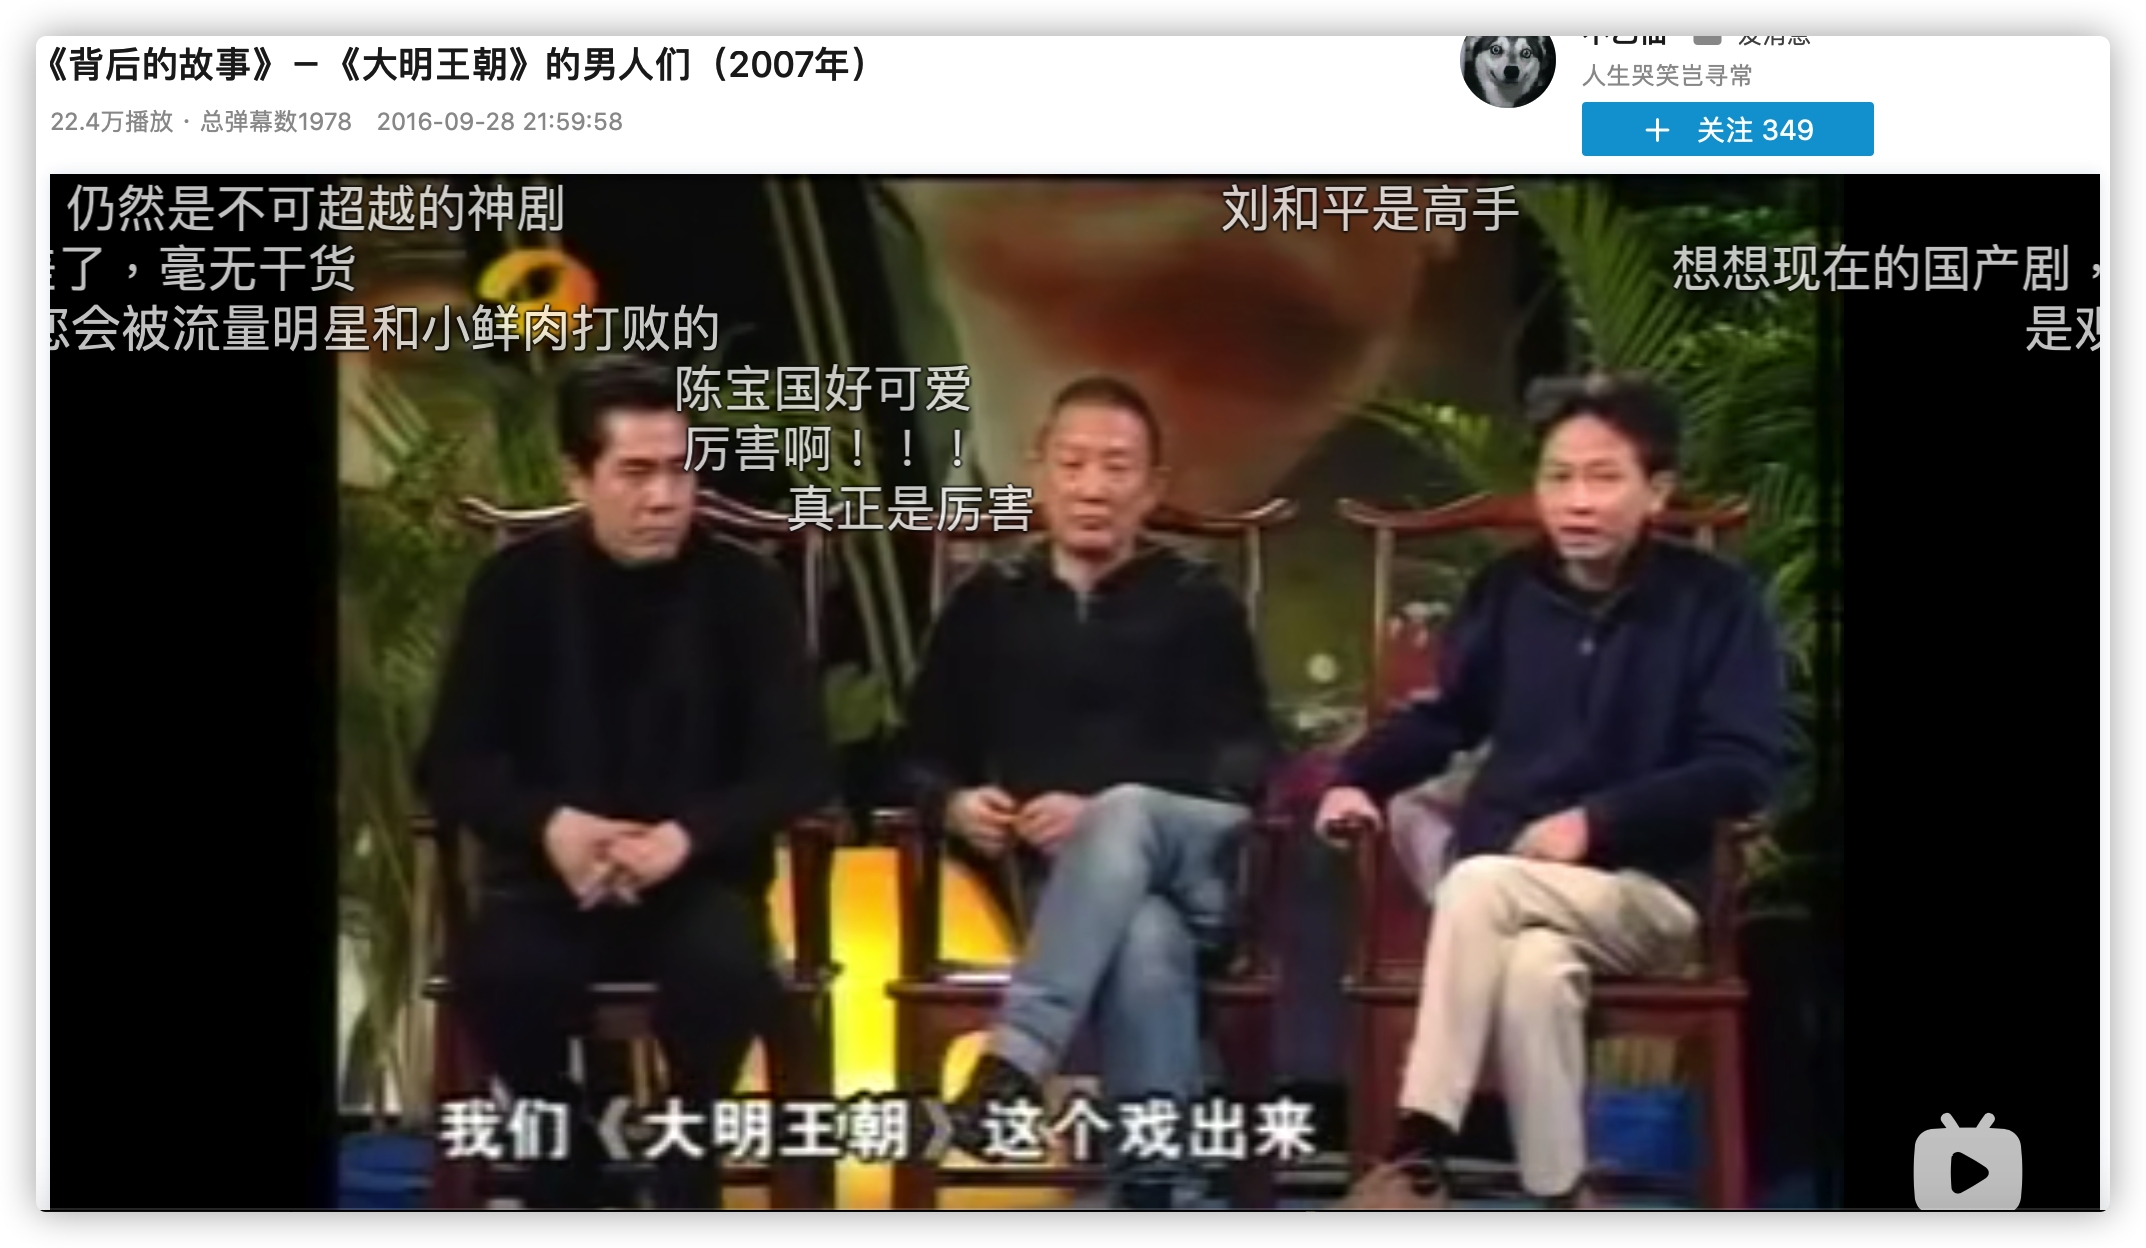 《背后的故事》－《大明王朝》的男人们（2007年）
22.4万播放 · 总弹幕数1978 2016-09-28 21:59:58
发消息
人生哭笑岂寻常
+ 关注 349
仍然是不可超越的神剧
刘和平是高手
了，毫无干货
想想现在的国产剧，
会被流量明星和小鲜肉打败的
是
陈宝国好可爱
厉害啊！！！
真正是厉害
我们《大明王朝》这个戏出来